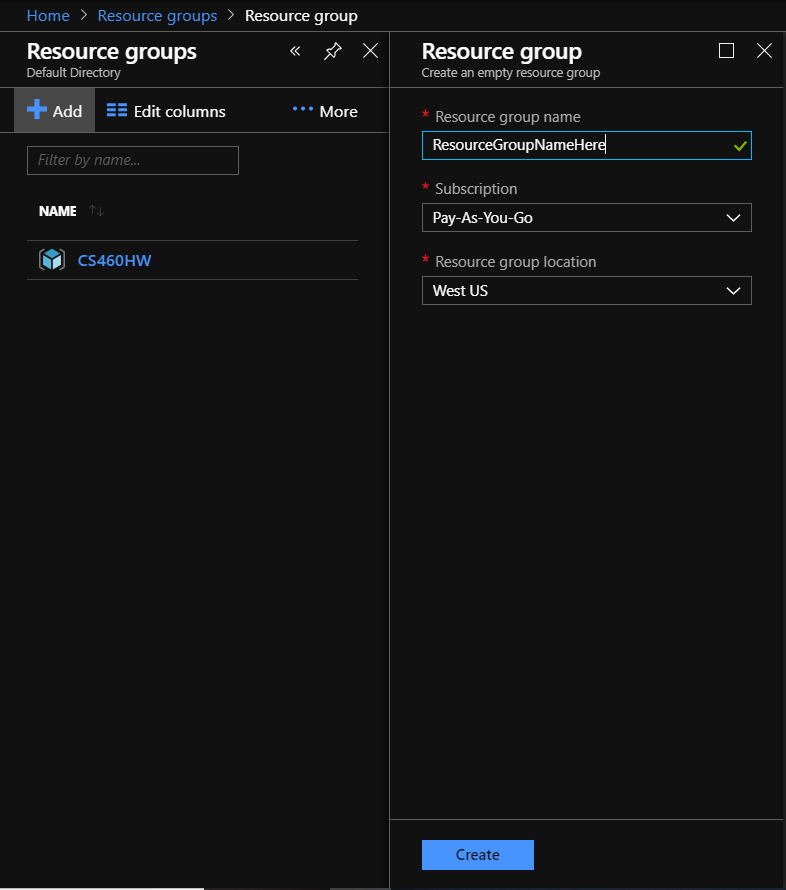 Home > Resource groups > Resource group
Resource groups
Default Directory
Add Edit columns More
Filter by name...
NAME
CS460HW
Resource group
Create an empty resource group
* Resource group name
ResourceGroupNameHere
* Subscription
Pay-As-You-Go
* Resource group location
West US
Create